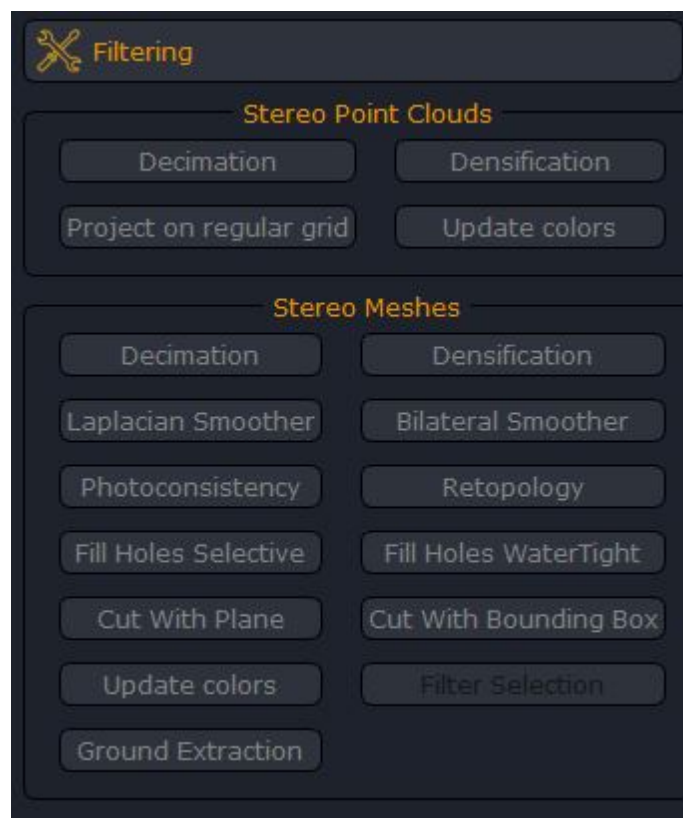 Filtering
Stereo Point Clouds
Decimation Densification
Project on regular grid Update colors
Stereo Meshes
Decimation Densification
Laplacian Smoother Bilateral Smoother
Photoconsistency Retopology
Fill Holes Selective Fill Holes WaterTight
Cut With Plane Cut With Bounding Box
Update colors Filter Selection
Ground Extraction